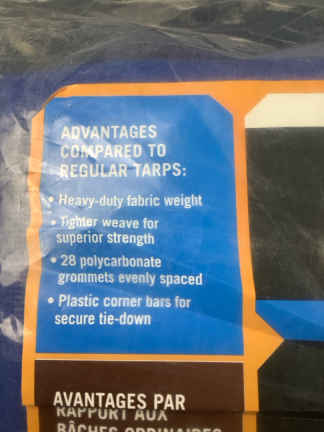 ADVANTAGES
COMPARED TO
REGULAR TARPS:
• Heavy-duty fabric weight
• Tighter weave for
superior strength
• 28 polycarbonate
grommets evenly spaced
• Plastic corner bars for
secure tie-down
AVANTAGES PAR
RAPPORT AUX
BÂCHES ORDINAIRES